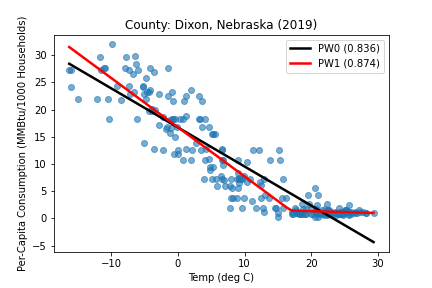 County: Dixon, Nebraska (2019)
Per-Capita Consumption (MMBtu/1000 Households)
30
25
20
15
10
5
0
−5
PW0 (0.836)
PW1 (0.874)
−10 0 10 20 30
Temp (deg C)